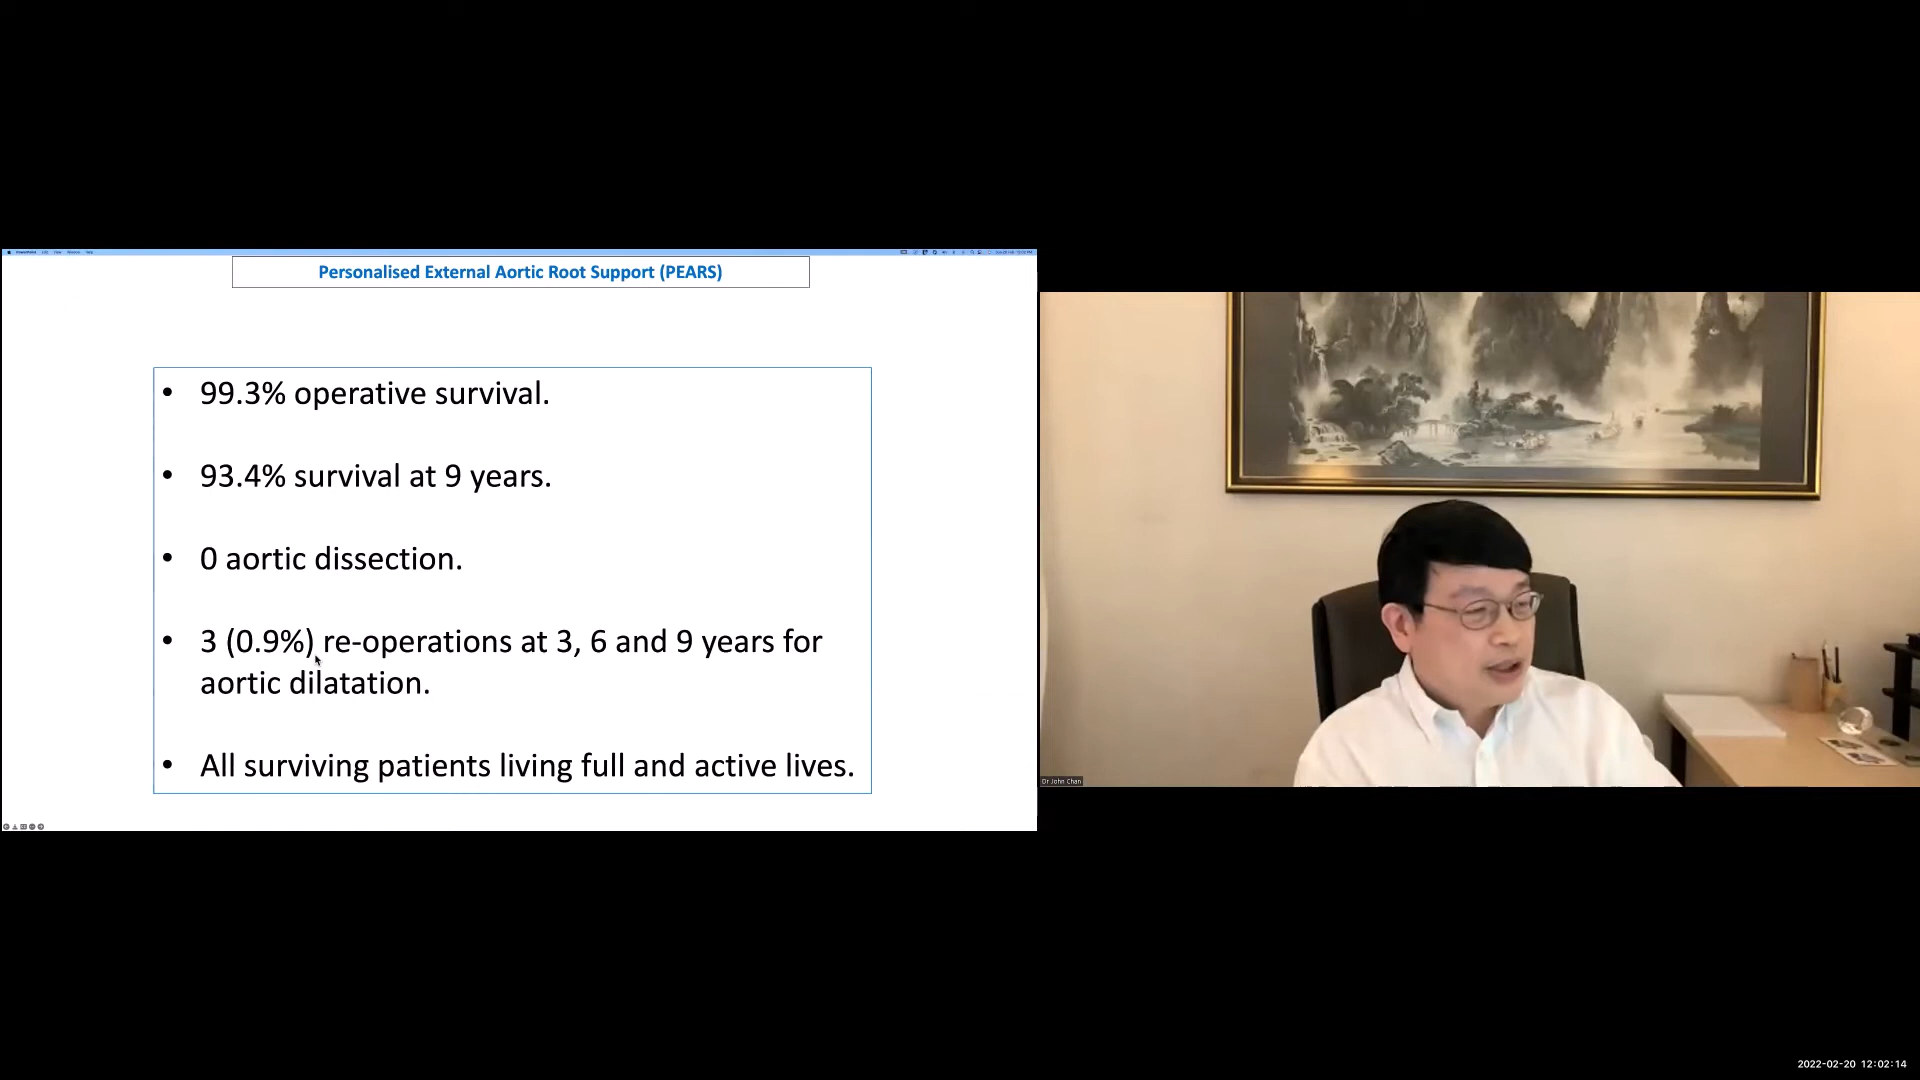 Personalised External Aortic Root Support (PEARS)
• 99.3% operative survival.
• 93.4% survival at 9 years.
• 0 aortic dissection.
• 3 (0.9%) re-operations at 3, 6 and 9 years for
aortic dilatation.
• All surviving patients living full and active lives.
Dr John Chan
2022-02-20 12:02:14